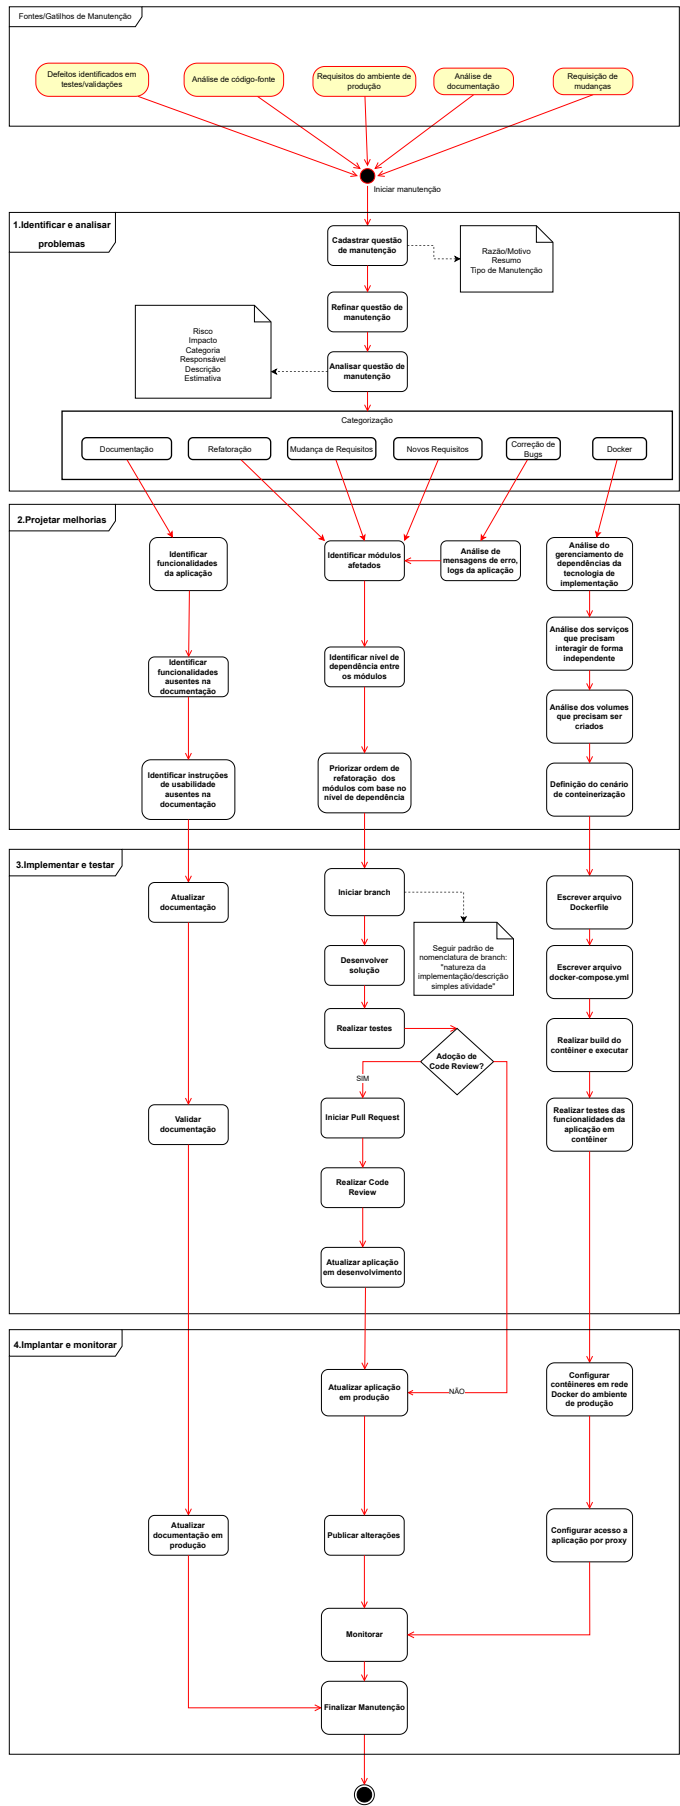 Fontes/Gatilhos de Manutenção
Defeitos identificados em
testes/validações
Análise de código-fonte
Requisitos do ambiente de
produção
Análise de
documentação
Requisição de
mudanças
Iniciar manutenção
1.Identificar e analisar
problemas
Cadastrar questão
de manutenção
Razão/Motivo
Resumo
Tipo de Manutenção
Refinar questão de
manutenção
Risco
Impacto
Categoria
Responsável
Descrição
Estimativa
Analisar questão de
manutenção
Categorização
Documentação
Refatoração
Mudança de Requisitos
Novos Requisitos
Correção de
Bugs
Docker
2.Projetar melhorias
Identificar
funcionalidades
da aplicação
Identificar módulos
afetados
Análise de
mensagens de erro,
logs da aplicação
Análise do
gerenciamento de
dependências da
tecnologia de
implementação
Identificar
funcionalidades
ausentes na
documentação
Identificar nível de
dependência entre
os módulos
Análise dos serviços
que precisam
interagir de forma
independente
Análise dos volumes
que precisam ser
criados
Identificar instruções
de usabilidade
ausentes na
documentação
Priorizar ordem de
refatoração dos
módulos com base no
nível de dependência
Definição do cenário
de conteinerização
3.Implementar e testar
Atualizar
documentação
Iniciar branch
Escrever arquivo
Dockerfile
Seguir padrão de
nomenclatura de branch:
"natureza da
implementação/descrição
simples atividade"
Desenvolver
solução
Escrever arquivo
docker-compose.yml
Realizar testes
Adoção de
Code Review?
SIM
Realizar build do
contêiner e executar
Validar
documentação
Iniciar Pull Request
Realizar testes das
funcionalidades da
aplicação em
contêiner
Realizar Code
Review
Atualizar aplicação
em desenvolvimento
4.Implantar e monitorar
Atualizar aplicação
em produção
NÃO
Configurar
contêineres em rede
Docker do ambiente
de produção
Atualizar
documentação em
produção
Publicar alterações
Configurar acesso a
aplicação por proxy
Monitorar
Finalizar Manutenção